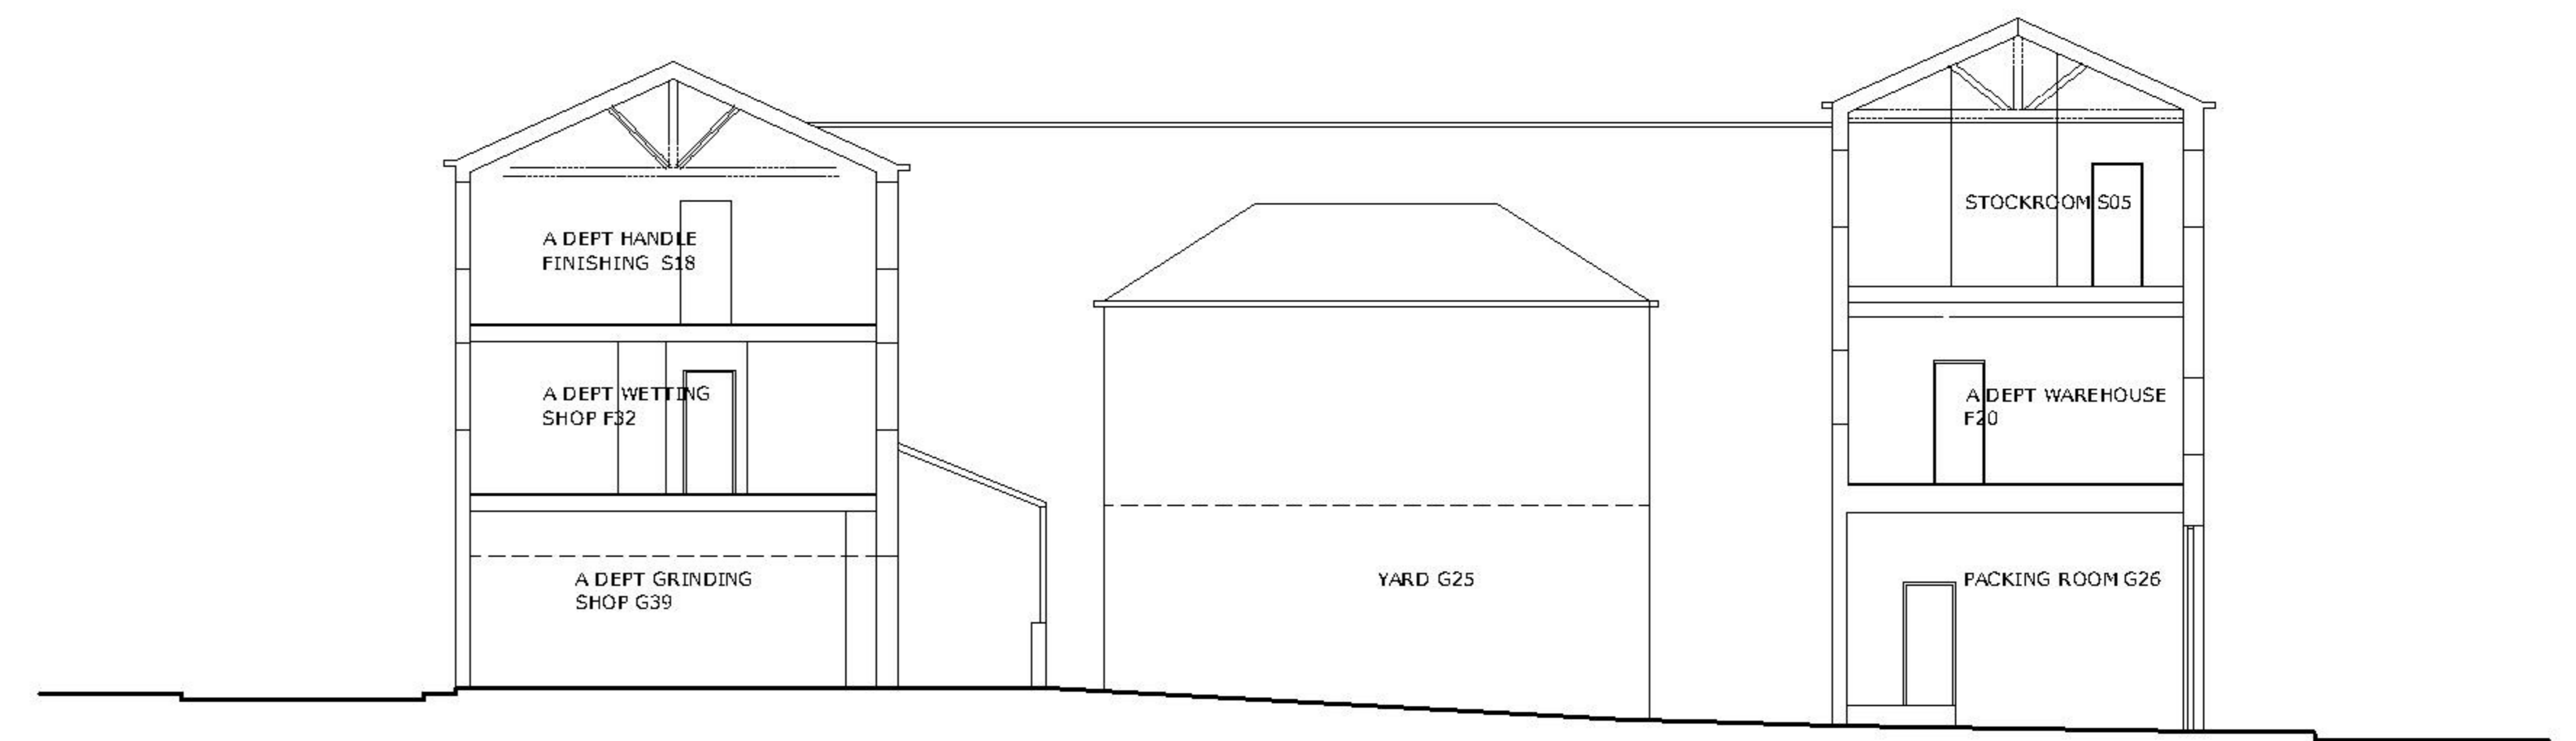 A DEPT HANDLE
FINISHING S18
A DEPT WETTING
SHOP F32
A DEPT GRINDING
SHOP G39
YARD G25
STOCKROOM S05
A DEPT WAREHOUSE
F20
PACKING ROOM G26